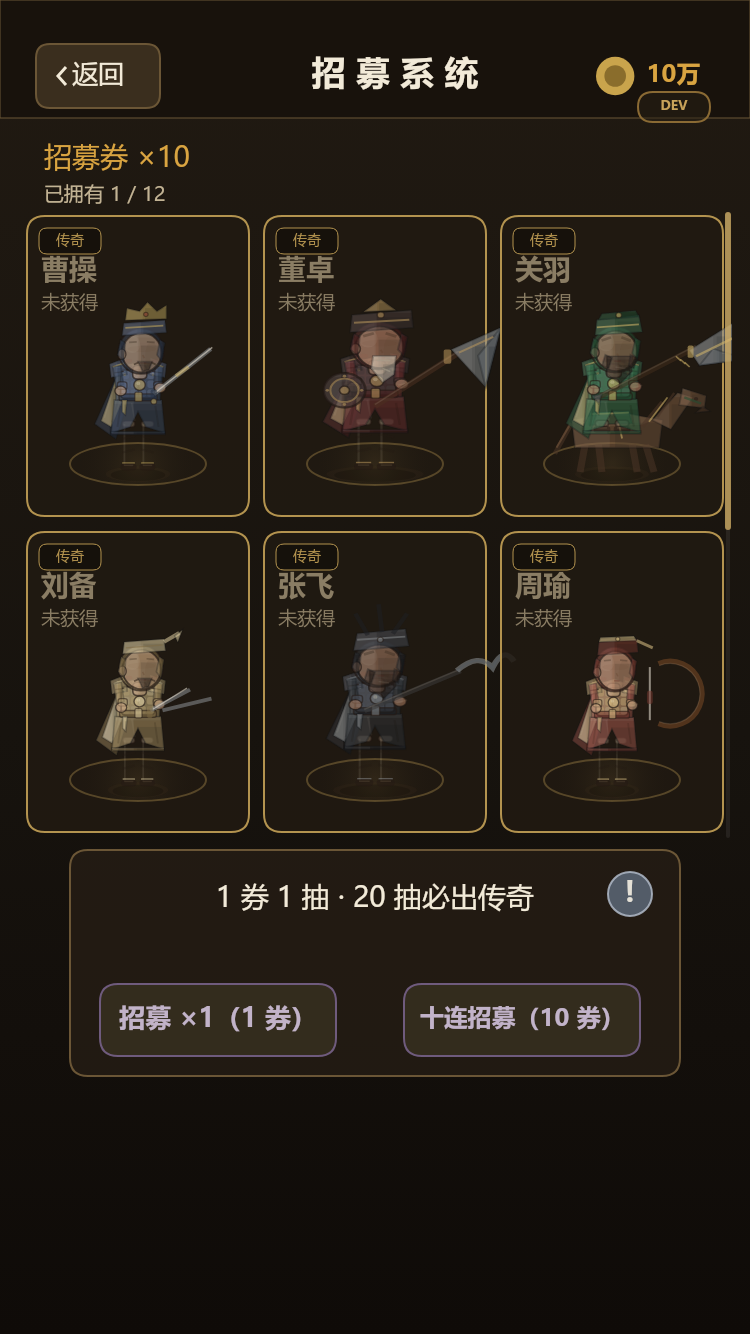 返回
招募系统
10万
DEV
招募券 ×10
已拥有 1 / 12
传奇
曹操
未获得
传奇
董卓
未获得
传奇
关羽
未获得
传奇
刘备
未获得
传奇
张飞
未获得
传奇
周瑜
未获得
1 券 1 抽 · 20 抽必出传奇
!
招募 ×1（1 券）
十连招募（10 券）